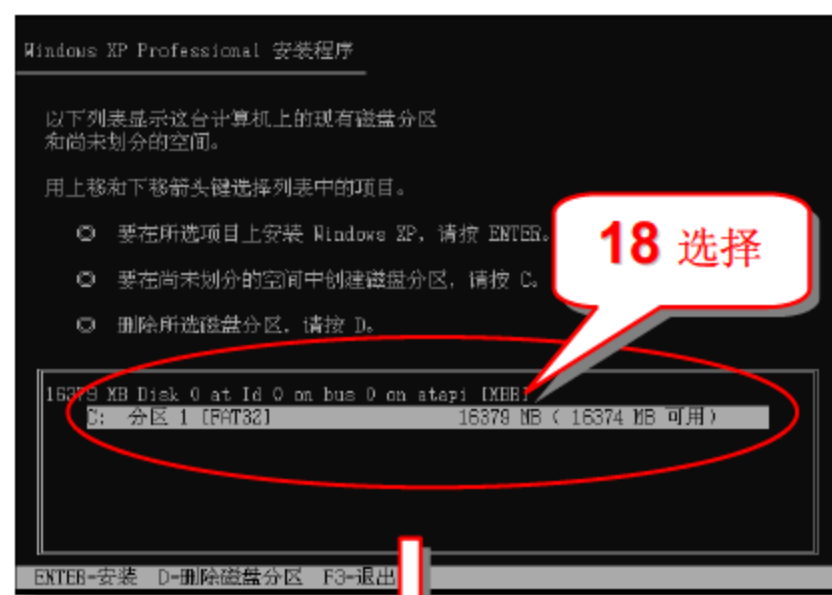 Windows XP Professional 安装程序
以下列表显示这台计算机上的现有磁盘分区
和尚未划分的空间。
用上移和下移箭头键选择列表中的项目。
要在所选项目上安装 Windows XP，请按 ENTER。
18 选择
要在尚未划分的空间中创建磁盘分区，请按 C。
删除所选磁盘分区，请按 D。
16379 MB Disk 0 at Id 0 on bus 0 on atapi [MBR]
C: 分区 1 [FAT32] 16379 MB ( 16374 MB 可用)
ENTER=安装 D=删除磁盘分区 F3=退出